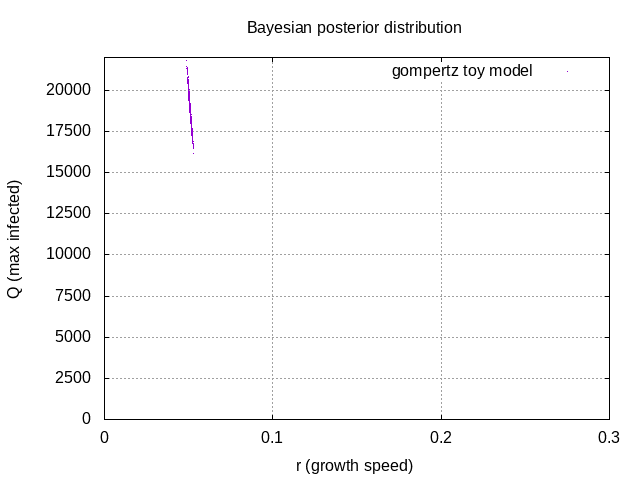 Bayesian posterior distribution
gompertz toy model
20000
17500
15000
12500
10000
7500
5000
2500
0
0 0.1 0.2 0.3
Q (max infected)
r (growth speed)